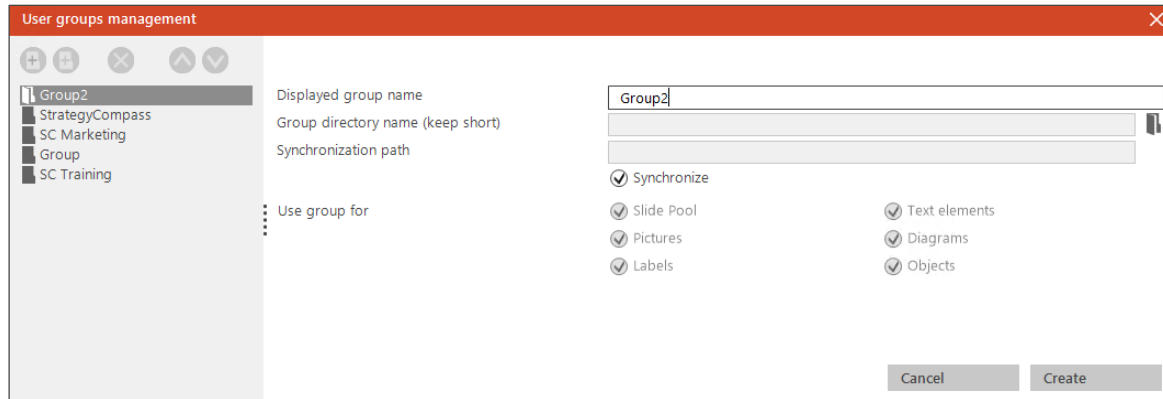 User groups management
Group2
StrategyCompass
SC Marketing
Group
SC Training
Displayed group name
Group2
Group directory name (keep short)
Synchronization path
Synchronize
Use group for
Slide Pool
Text elements
Pictures
Diagrams
Labels
Objects
Cancel
Create